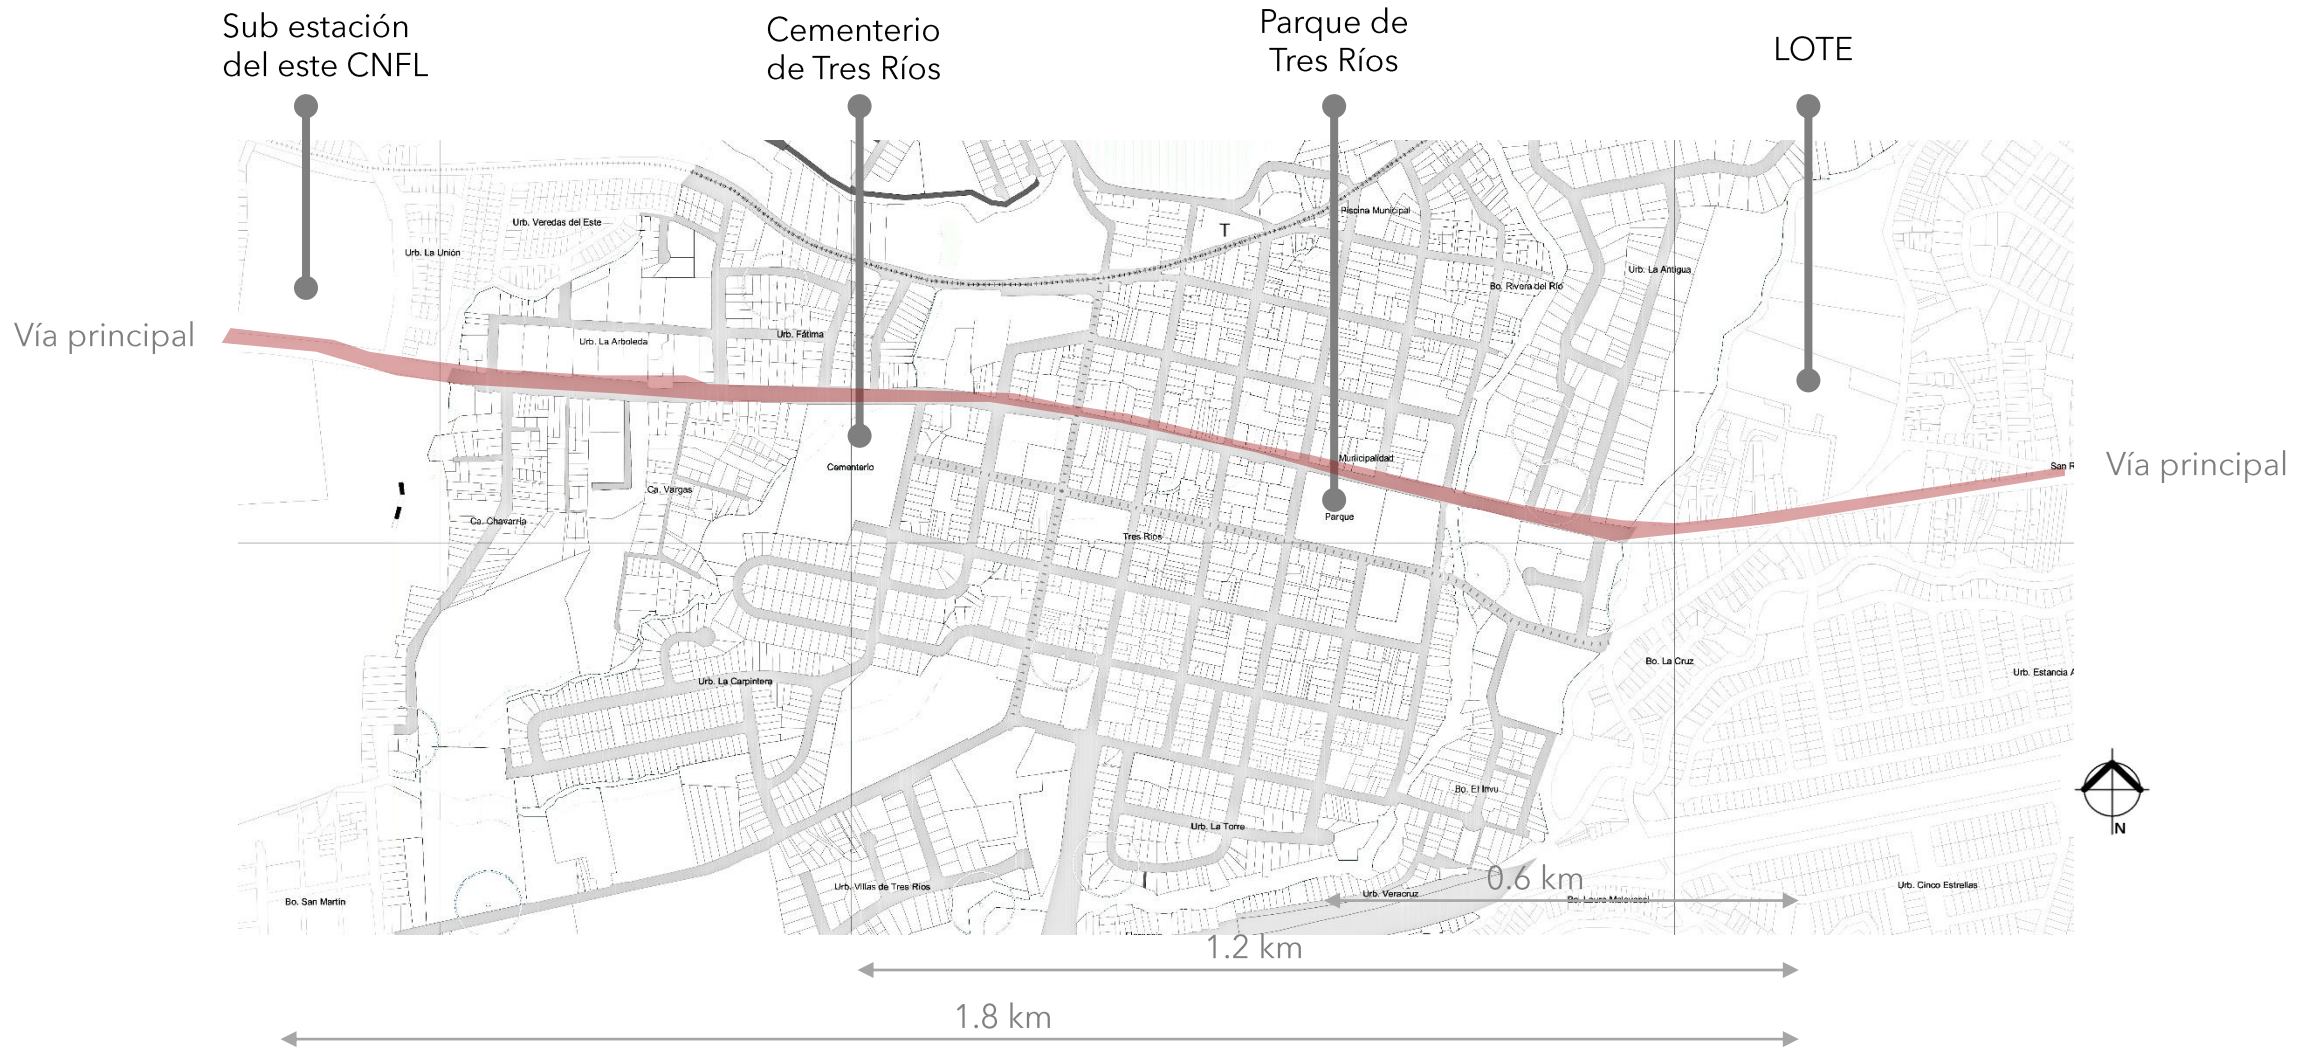 Sub estación
del este CNFL
Cementerio
de Tres Ríos
Parque de
Tres Ríos
LOTE
Vía principal
Vía principal
Urb. Veredas del Este
Urb. La Unión
T
Piscina Municipal
Urb. La Antigua
Bo. Rivera del Río
Urb. Fátima
Urb. La Arboleda
Municipalidad
Cementerio
San R
Ca. Vargas
Ca. Chavarría
Parque
Tres Ríos
Bo. La Cruz
Urb. Estancia A
Urb. La Carpintera
Bo. El Invu
Urb. La Torre
N
0.6 km
Urb. Villas de Tres Ríos
Urb. Veracruz
Urb. Cinco Estrellas
Bo. San Martín
1.2 km
1.8 km